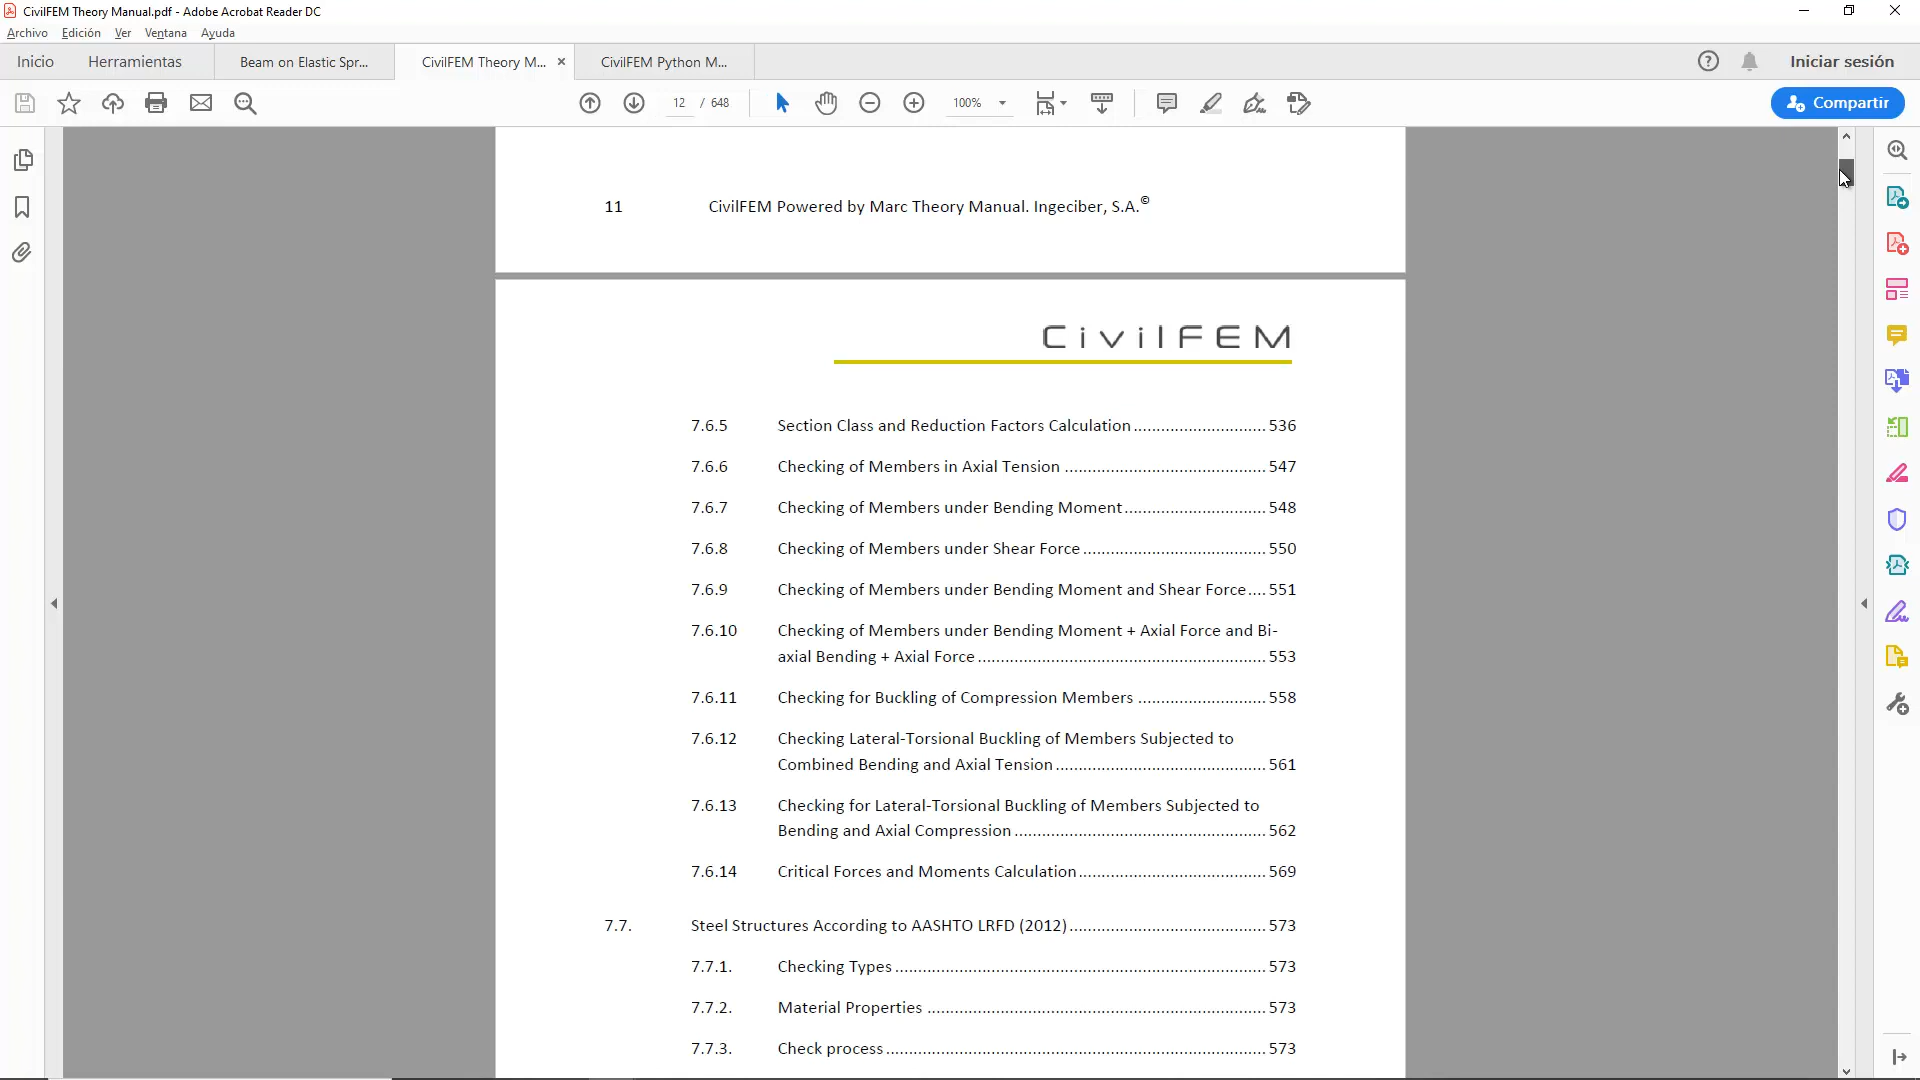 CivilFEM Theory Manual.pdf - Adobe Acrobat Reader DC
Archivo Edición Ver Ventana Ayuda
Inicio Herramientas Beam on Elastic Spr... CivilFEM Theory M... CivilFEM Python M... Iniciar sesión
12 / 648 100% Compartir
11 CivilFEM Powered by Marc Theory Manual. Ingeciber, S.A.©
CivilFEM
7.6.5 Section Class and Reduction Factors Calculation ............................ 536
7.6.6 Checking of Members in Axial Tension ............................................ 547
7.6.7 Checking of Members under Bending Moment............................... 548
7.6.8 Checking of Members under Shear Force ........................................ 550
7.6.9 Checking of Members under Bending Moment and Shear Force.... 551
7.6.10 Checking of Members under Bending Moment + Axial Force and Bi-
axial Bending + Axial Force ............................................................... 553
7.6.11 Checking for Buckling of Compression Members ............................ 558
7.6.12 Checking Lateral-Torsional Buckling of Members Subjected to
Combined Bending and Axial Tension .............................................. 561
7.6.13 Checking for Lateral-Torsional Buckling of Members Subjected to
Bending and Axial Compression ....................................................... 562
7.6.14 Critical Forces and Moments Calculation......................................... 569
7.7. Steel Structures According to AASHTO LRFD (2012)........................................... 573
7.7.1. Checking Types ................................................................................. 573
7.7.2. Material Properties .......................................................................... 573
7.7.3. Check process ................................................................................... 573